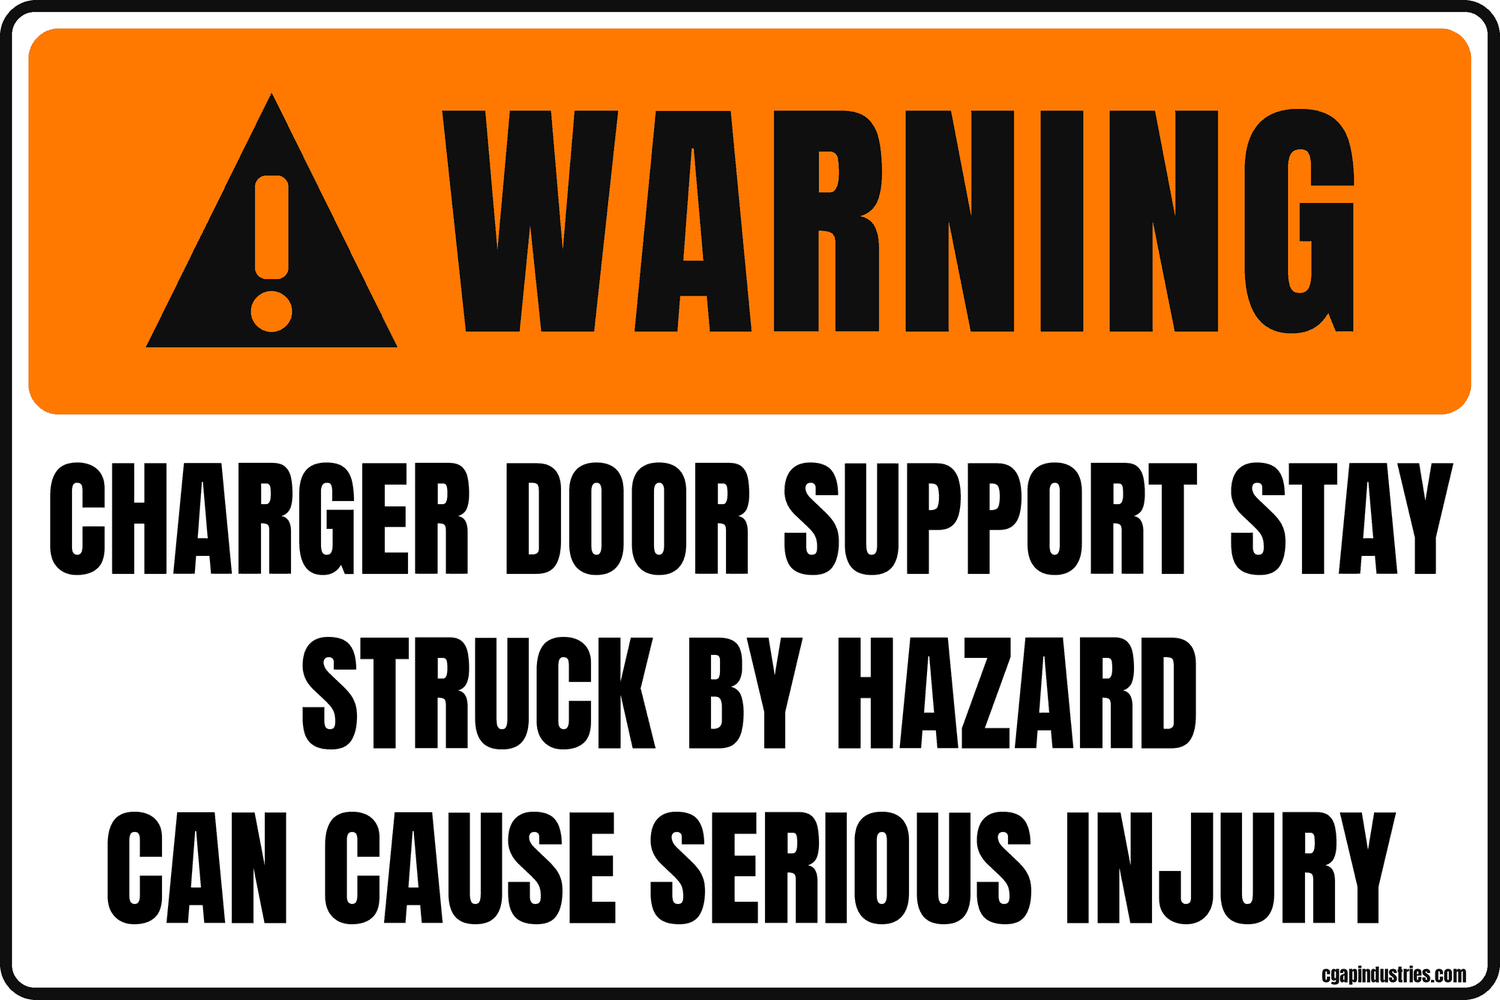 WARNING
CHARGER DOOR SUPPORT STAY
STRUCK BY HAZARD
CAN CAUSE SERIOUS INJURY
cgapindustries.com